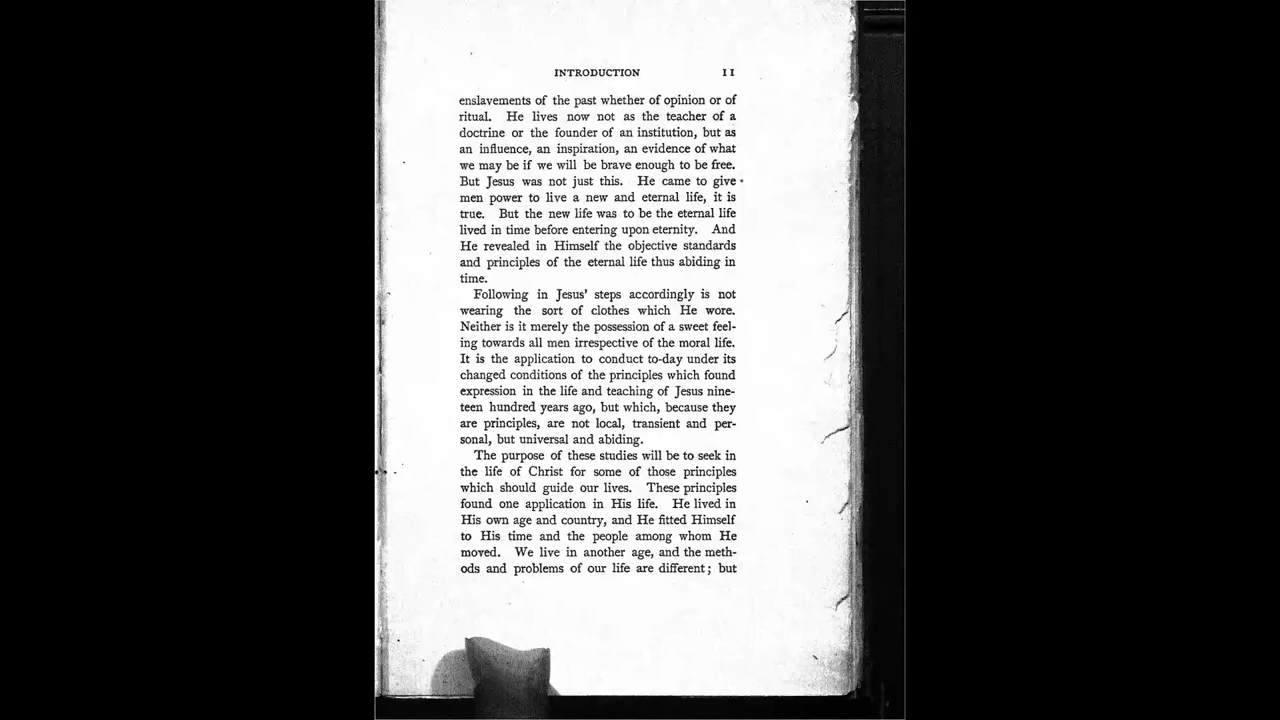 INTRODUCTION 11
enslavements of the past whether of opinion or of
ritual. He lives now not as the teacher of a
doctrine or the founder of an institution, but as
an influence, an inspiration, an evidence of what
we may be if we will be brave enough to be free.
But Jesus was not just this. He came to give
men power to live a new and eternal life, it is
true. But the new life was to be the eternal life
lived in time before entering upon eternity. And
He revealed in Himself the objective standards
and principles of the eternal life thus abiding in
time.
Following in Jesus' steps accordingly is not
wearing the sort of clothes which He wore.
Neither is it merely the possession of a sweet feel-
ing towards all men irrespective of the moral life.
It is the application to conduct to-day under its
changed conditions of the principles which found
expression in the life and teaching of Jesus nine-
teen hundred years ago, but which, because they
are principles, are not local, transient and per-
sonal, but universal and abiding.
The purpose of these studies will be to seek in
the life of Christ for some of those principles
which should guide our lives. These principles
found one application in His life. He lived in
His own age and country, and He fitted Himself
to His time and the people among whom He
moved. We live in another age, and the meth-
ods and problems of our life are different; but